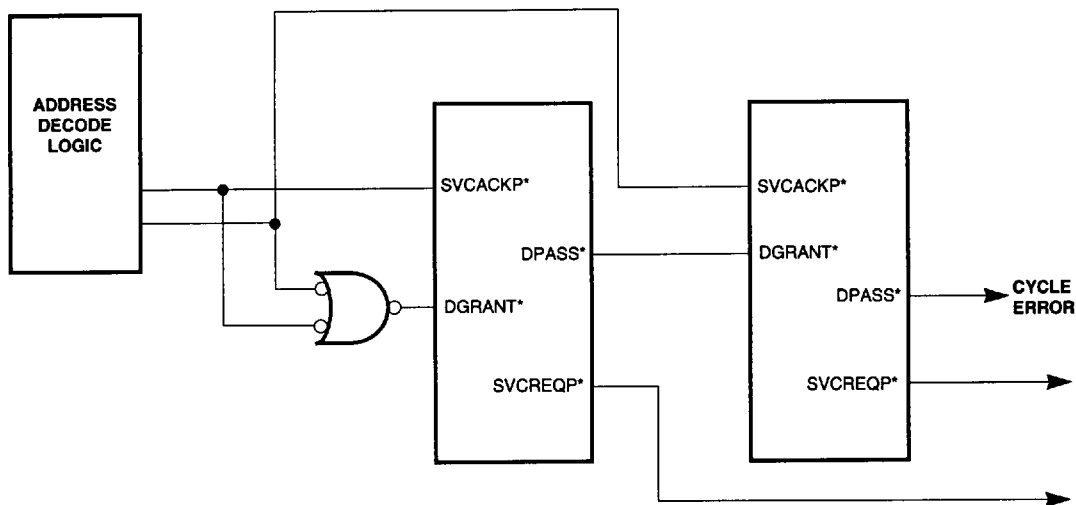 ADDRESS
DECODE
LOGIC
SVCACKP*
DPASS*
DGRANT*
SVCREQP*
SVCACKP*
DGRANT*
DPASS*
SVCREQP*
CYCLE
ERROR